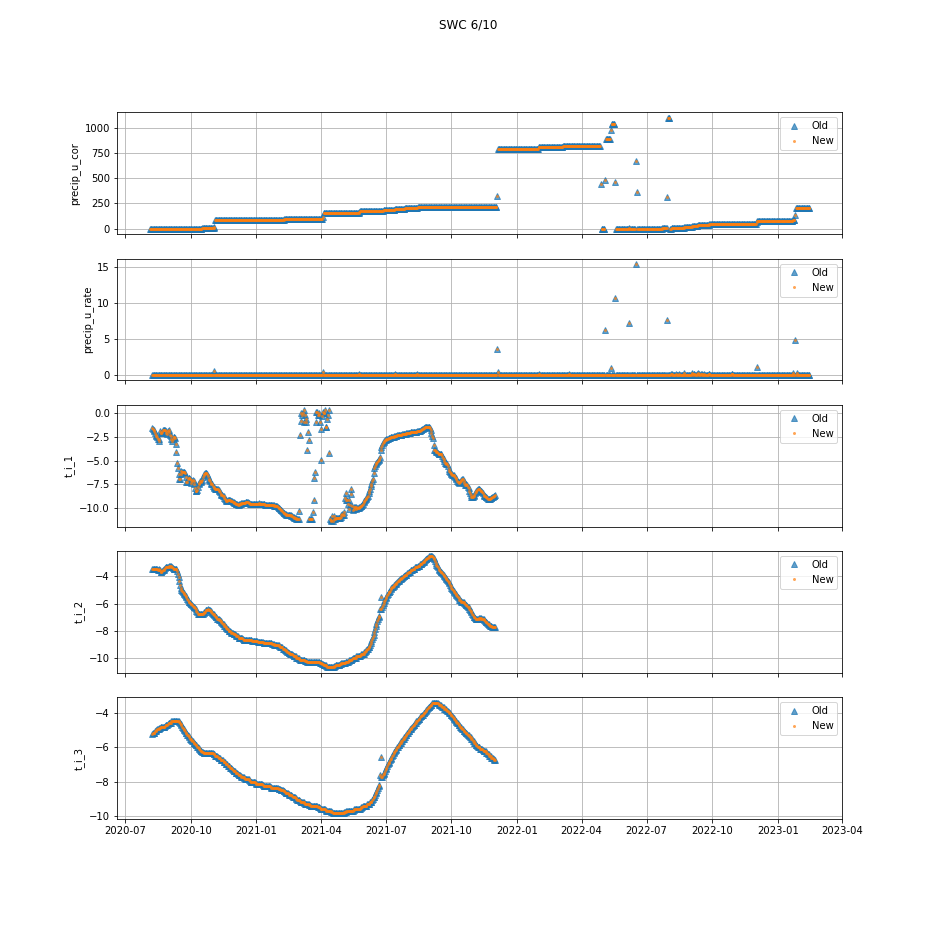 SWC 6/10
precip_u_cor
1000
750
500
250
0
Old
New
precip_u_rate
15
10
5
0
Old
New
t_i_1
0.0
−2.5
−5.0
−7.5
−10.0
Old
New
t_i_2
−4
−6
−8
−10
Old
New
t_i_3
−4
−6
−8
−10
Old
New
2020-07 2020-10 2021-01 2021-04 2021-07 2021-10 2022-01 2022-04 2022-07 2022-10 2023-01 2023-04